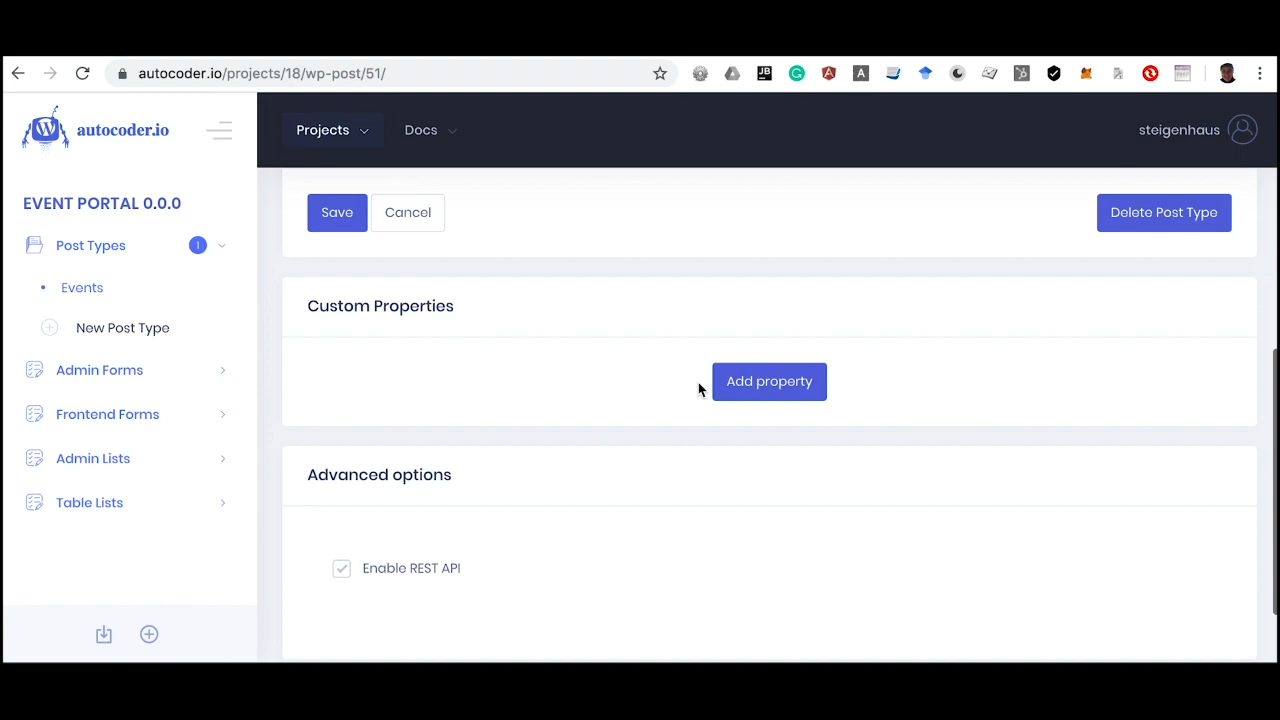 autocoder.io/projects/18/wp-post/51/
JB
A
autocoder.io
Projects
Docs
steigenhaus
EVENT PORTAL 0.0.0
Post Types
1
Events
New Post Type
Admin Forms
Frontend Forms
Admin Lists
Table Lists
Save
Cancel
Delete Post Type
Custom Properties
Add property
Advanced options
Enable REST API